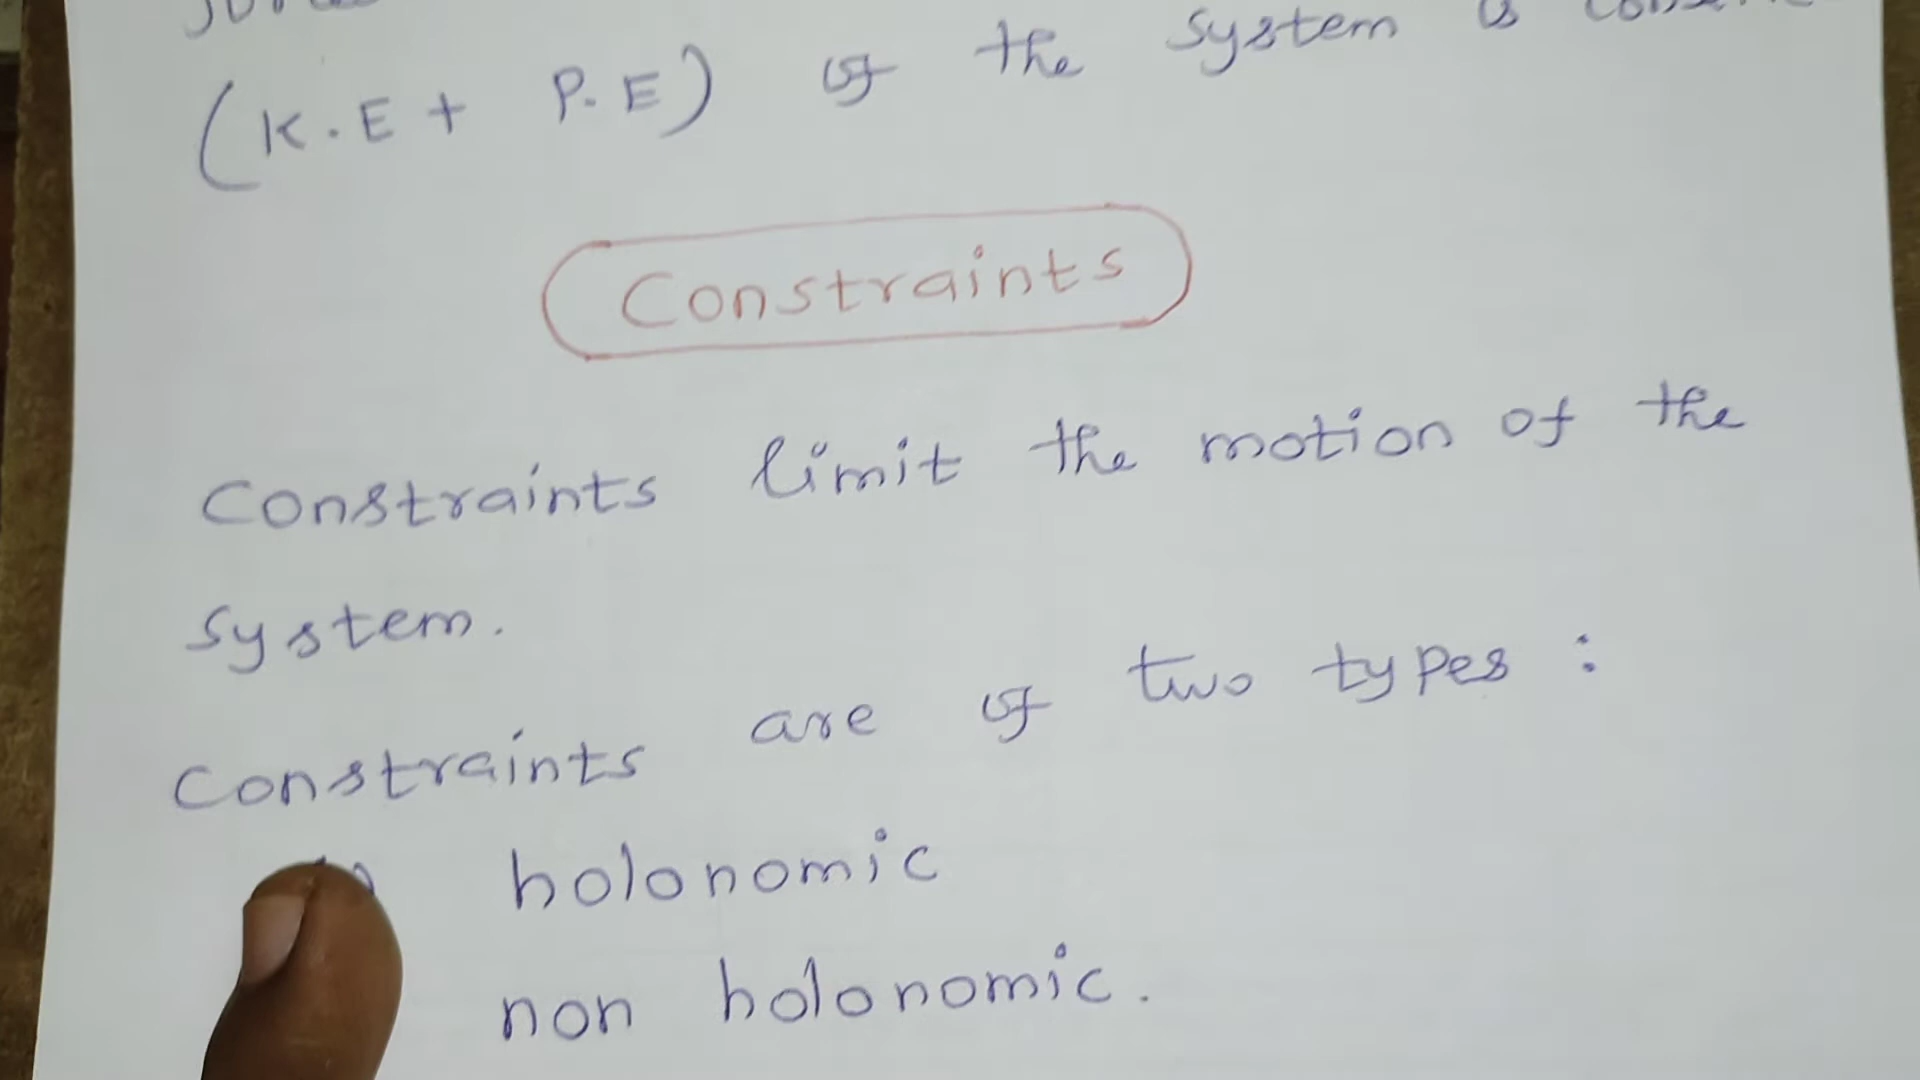 (K.E + P.E) of the system is
Constraints
Constraints limit the motion of the
system.
Constraints are of two types :
holonomic
non holonomic.